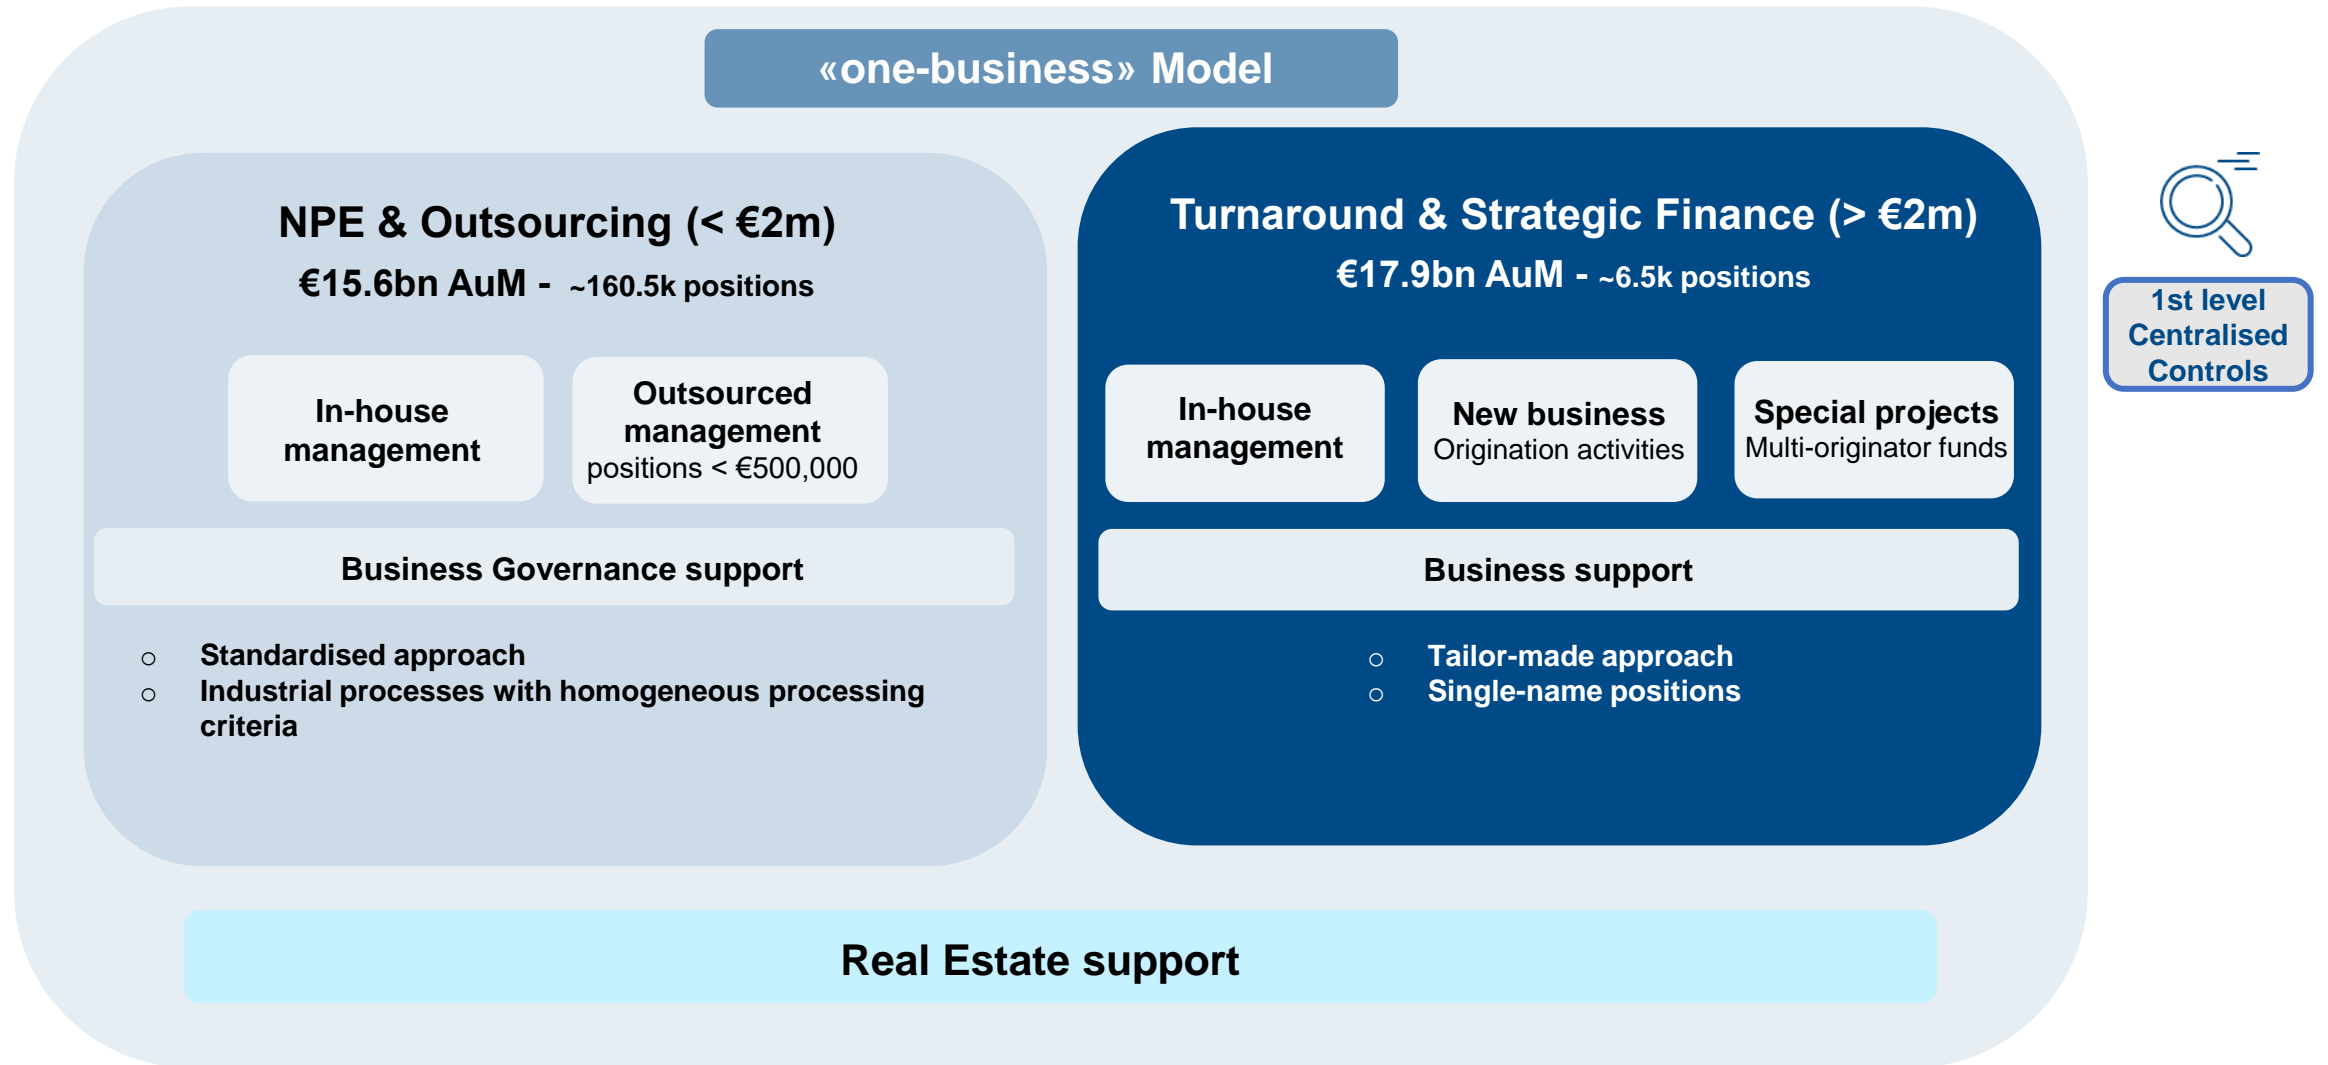 «one-business» Model
NPE & Outsourcing (< €2m)
€15.6bn AuM - ~160.5k positions
In-house
management
Outsourced
management
positions < €500,000
Business Governance support
o Standardised approach
o Industrial processes with homogeneous processing
criteria
Turnaround & Strategic Finance (> €2m)
€17.9bn AuM - ~6.5k positions
In-house
management
New business
Origination activities
Special projects
Multi-originator funds
Business support
o Tailor-made approach
o Single-name positions
Real Estate support
1st level
Centralised
Controls